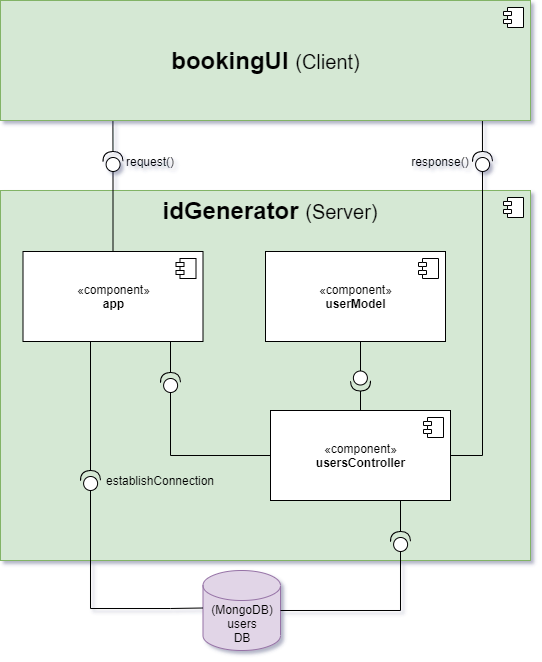 bookingUI (Client)
request()
response()
idGenerator (Server)
«component»
app
«component»
userModel
«component»
usersController
establishConnection
(MongoDB)
users
DB